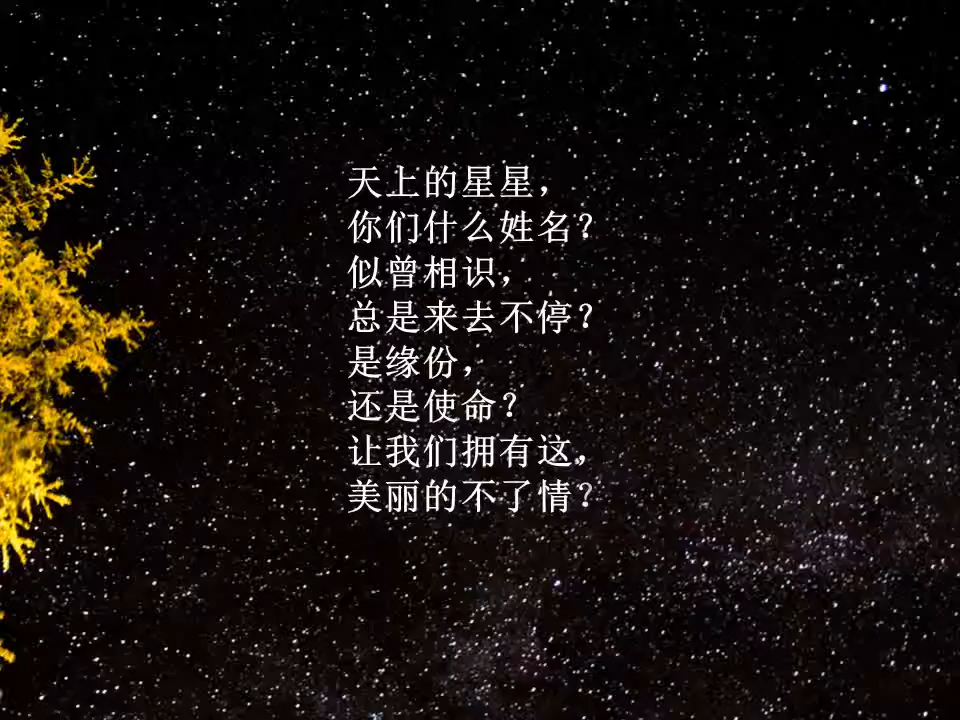 天上的星星，
你们什么姓名？
似曾相识，
总是来去不停？
是缘份，
还是使命？
让我们拥有这，
美丽的不了情？